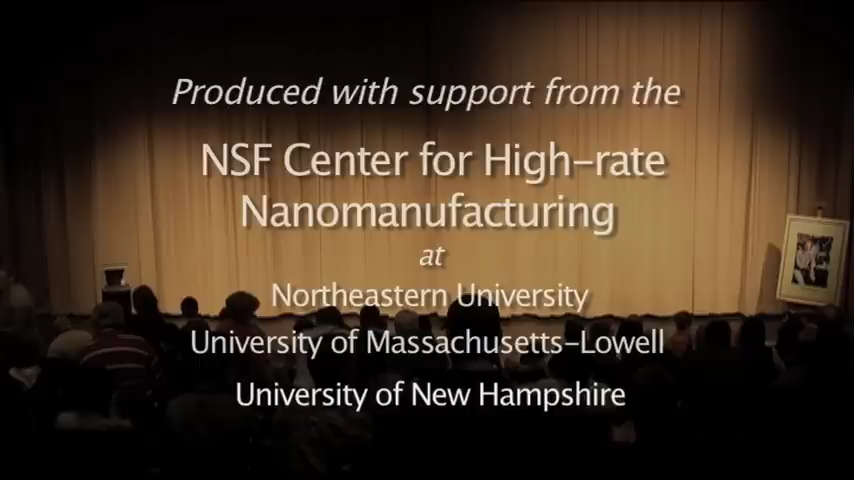 Produced with support from the
NSF Center for High-rate
Nanomanufacturing
at
Northeastern University
University of Massachusetts-Lowell
University of New Hampshire